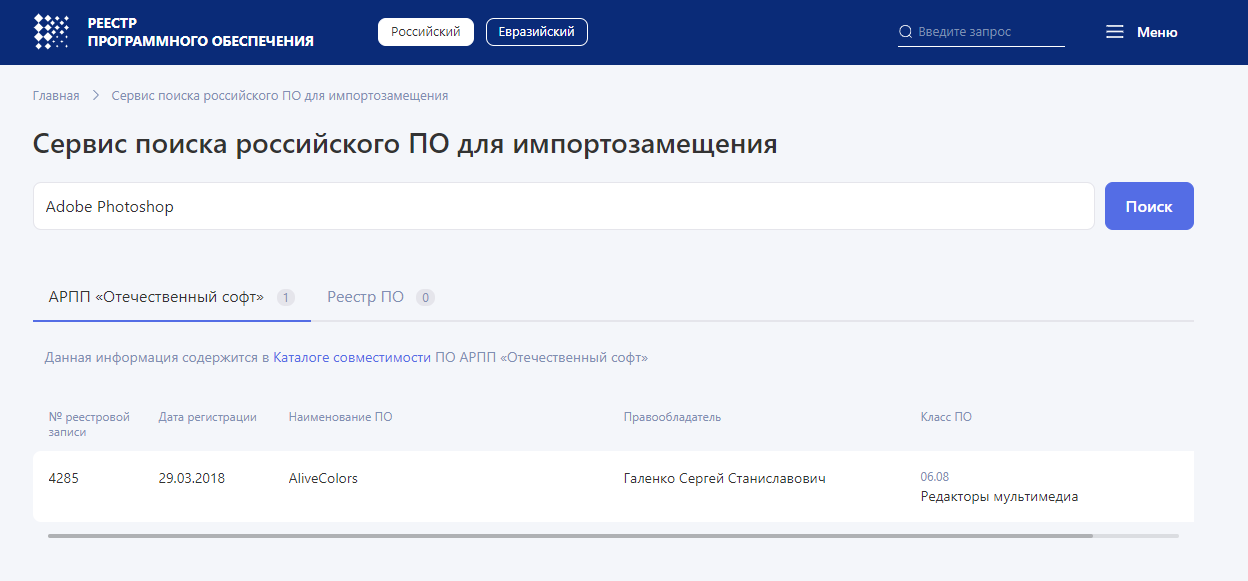 РЕЕСТР
ПРОГРАММНОГО ОБЕСПЕЧЕНИЯ
Российский
Евразийский
Введите запрос
Меню
Главная > Сервис поиска российского ПО для импортозамещения
Сервис поиска российского ПО для импортозамещения
Adobe Photoshop
Поиск
АРПП «Отечественный софт» 1
Реестр ПО 0
Данная информация содержится в Каталоге совместимости ПО АРПП «Отечественный софт»
№ реестровой записи
Дата регистрации
Наименование ПО
Правообладатель
Класс ПО
4285
29.03.2018
AliveColors
Галенко Сергей Станиславович
06.08
Редакторы мультимедиа